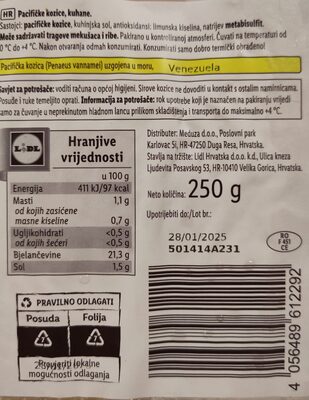 HR Pacifičke kozice, kuhane.
Sastojci: pacifičke kozice, kuhinjska sol, antioksidansi: limunska kiselina, natrijev metabisulfit.
Može sadržavati tragove mekušaca i ribe. Pakirano u kontroliranoj atmosferi. Čuvati na temperaturi od
0 °C do +4 °C. Nakon otvaranja odmah konzumirati. Konzumirati samo dobro termički obrađeno!
Pacifička kozica (Penaeus vannamei) uzgojena u moru, Venezuela
Savjet za potrošače: voditi računa o općoj higijeni. Sirove kozice ne dovoditi u kontakt s ostalim namirnicama.
Posuđe i ruke temeljito oprati. Informacija za potrošače: rok upotrebe koji je naznačen na pakiranju vrijedi
samo za čuvanje u neprekinutom hladnom lancu prilikom skladištenja i transporta do maksimalno +4 °C.
LIDL
Hranjive
vrijednosti
u 100 g
Energija 411 kJ/97 kcal
Masti 1,1 g
od kojih zasićene
masne kiseline 0,7 g
Ugljikohidrati <0,5 g
od kojih šećeri <0,5 g
Bjelančevine 21,3 g
Sol 1,5 g
Distributer: Meduza d.o.o., Poslovni park
Karlovac 5i, HR-47250 Duga Resa, Hrvatska.
Stavlja na tržište: Lidl Hrvatska d.o.o. k.d., Ulica kneza
Ljudevita Posavskog 53, HR-10410 Velika Gorica, Hrvatska.
Neto količina: 250 g
Upotrijebiti do:/Lot br.:
28/01/2025
501414A231
RO
F 451
CE
PRAVILNO ODLAGATI
Posuda Folija
7 7
Provjeriti lokalne
mogućnosti odlaganja
4 056489 612292